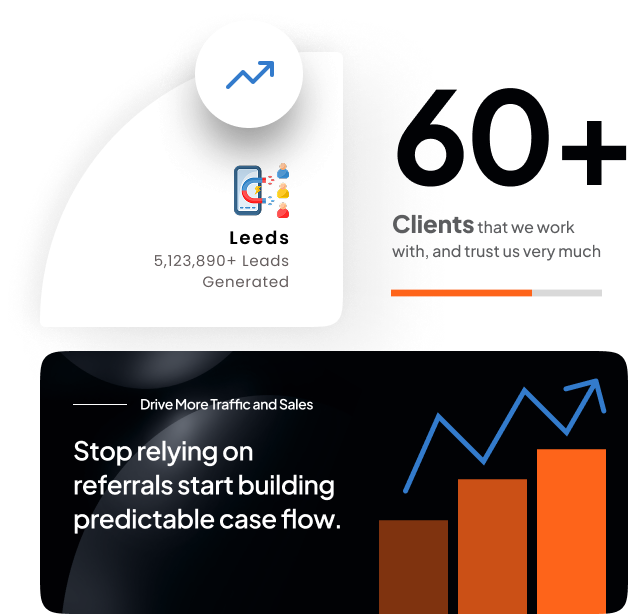 60+
Clients that we work
with, and trust us very much
Leeds
5,123,890+ Leads
Generated
Drive More Traffic and Sales
Stop relying on
referrals start building
predictable case flow.